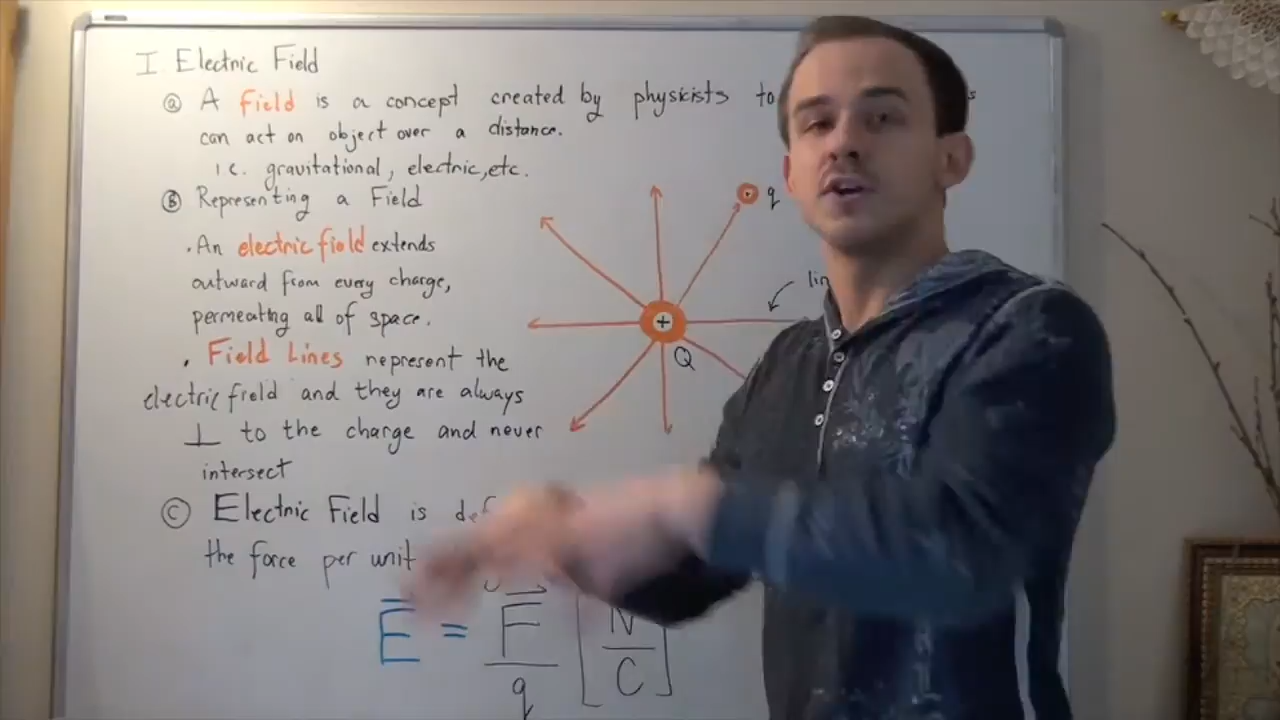 I Electric Field
ⓐ A Field is a concept created by physicists to
can act on object over a distance.
i.e. gravitational, electric, etc.
Ⓑ Representing a Field
q
. An electric field extends
outward from every charge,
permeating all of space.
+
Q
. Field Lines represent the
electric field and they are always
⊥ to the charge and never
intersect
Ⓒ Electric Field is
the force per unit
E = F/q [N/C]